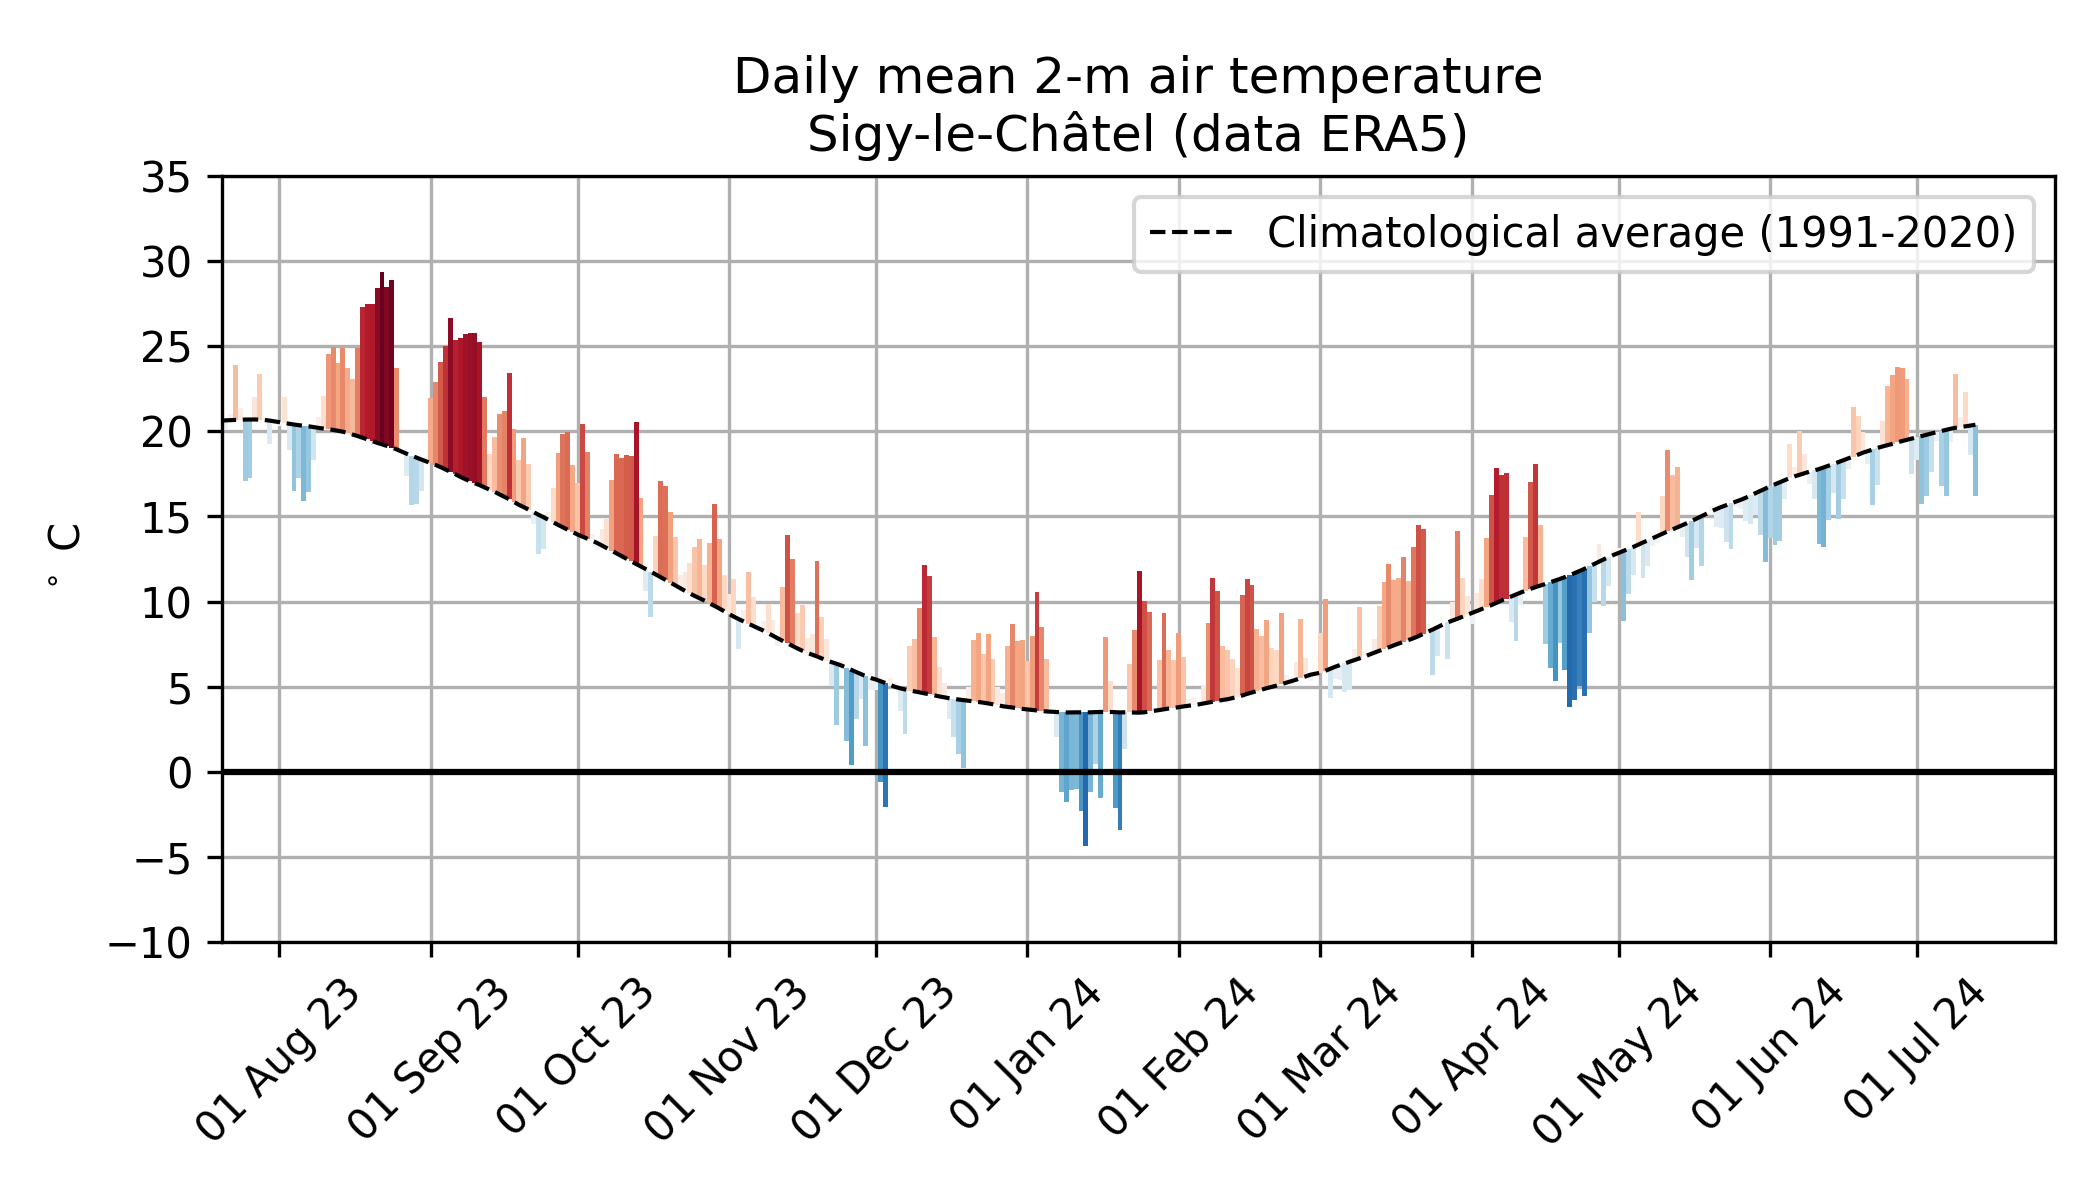 Daily mean 2-m air temperature
Sigy-le-Châtel (data ERA5)
Climatological average (1991-2020)
35
30
25
20
15
10
5
0
−5
−10
° C
01 Aug 23
01 Sep 23
01 Oct 23
01 Nov 23
01 Dec 23
01 Jan 24
01 Feb 24
01 Mar 24
01 Apr 24
01 May 24
01 Jun 24
01 Jul 24